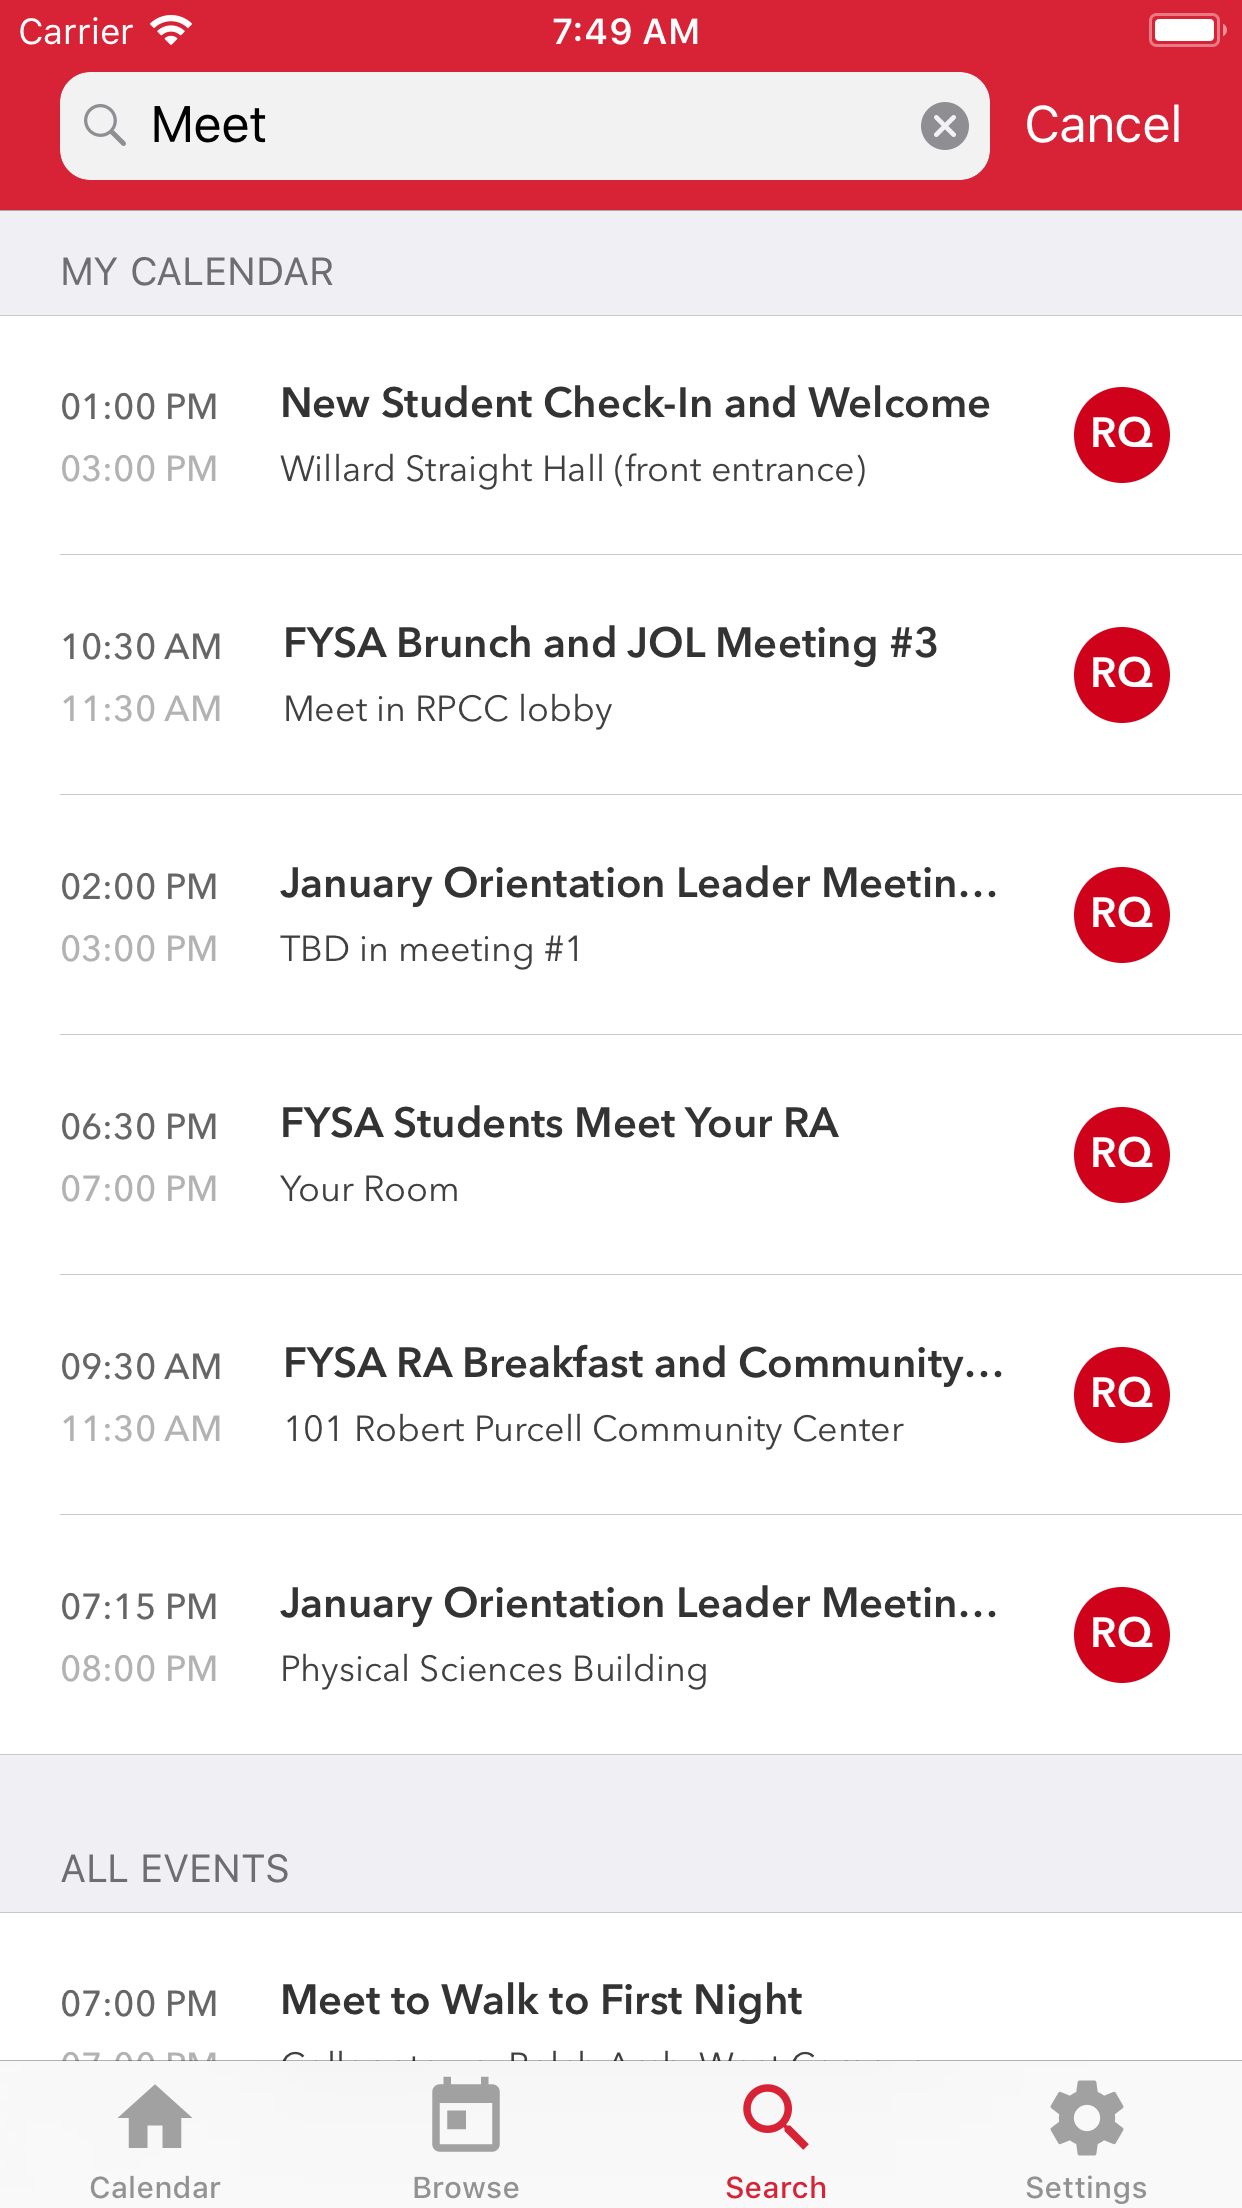 Carrier 7:49 AM
Meet Cancel
MY CALENDAR
01:00 PM New Student Check-In and Welcome RQ
03:00 PM Willard Straight Hall (front entrance)
10:30 AM FYSA Brunch and JOL Meeting #3 RQ
11:30 AM Meet in RPCC lobby
02:00 PM January Orientation Leader Meetin... RQ
03:00 PM TBD in meeting #1
06:30 PM FYSA Students Meet Your RA RQ
07:00 PM Your Room
09:30 AM FYSA RA Breakfast and Community... RQ
11:30 AM 101 Robert Purcell Community Center
07:15 PM January Orientation Leader Meetin... RQ
08:00 PM Physical Sciences Building
ALL EVENTS
07:00 PM Meet to Walk to First Night
07:00 PM
Calendar Browse Search Settings